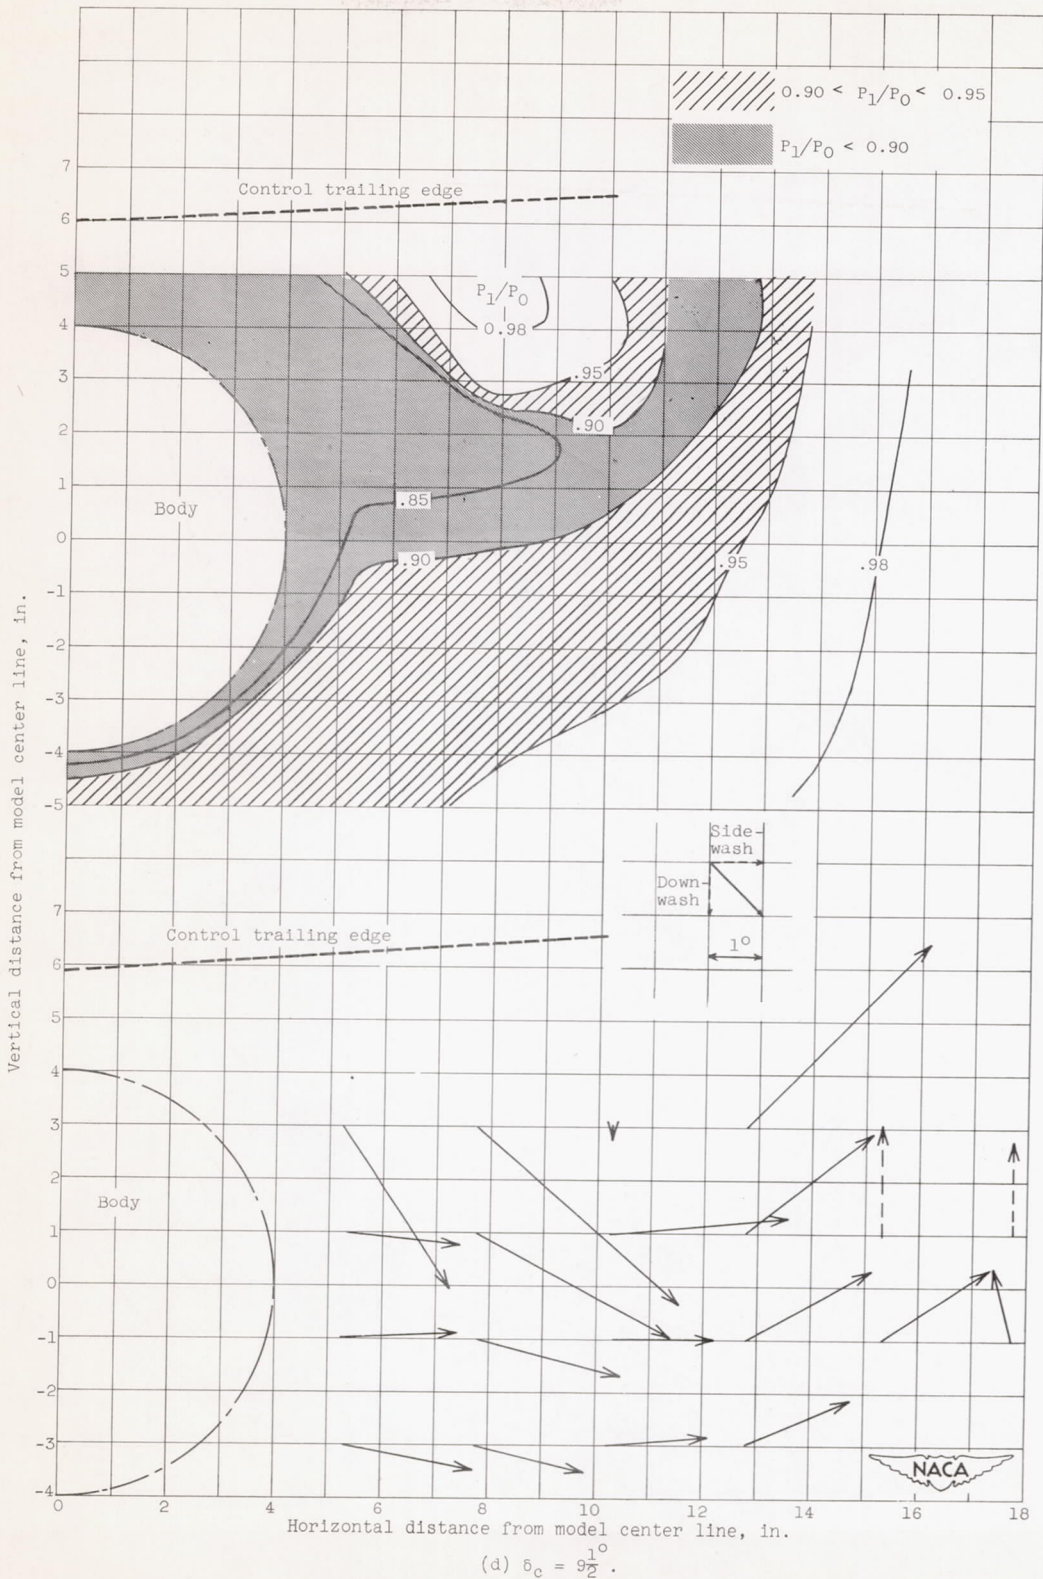 0.90 < P1/P0 < 0.95
P1/P0 < 0.90
7
Control trailing edge
6
5
P1/P0
0.98
4
3
.95
2
.90
1
.85
Body
0
.90
.95
.98
-1
-2
-3
-4
-5
Vertical distance from model center line, in.
Side-
wash
Down-
wash
1°
7
Control trailing edge
6
5
4
3
2
Body
1
0
-1
-2
-3
NACA
-4
0 2 4 6 8 10 12 14 16 18
Horizontal distance from model center line, in.
(d) δc = 9 1/2°.